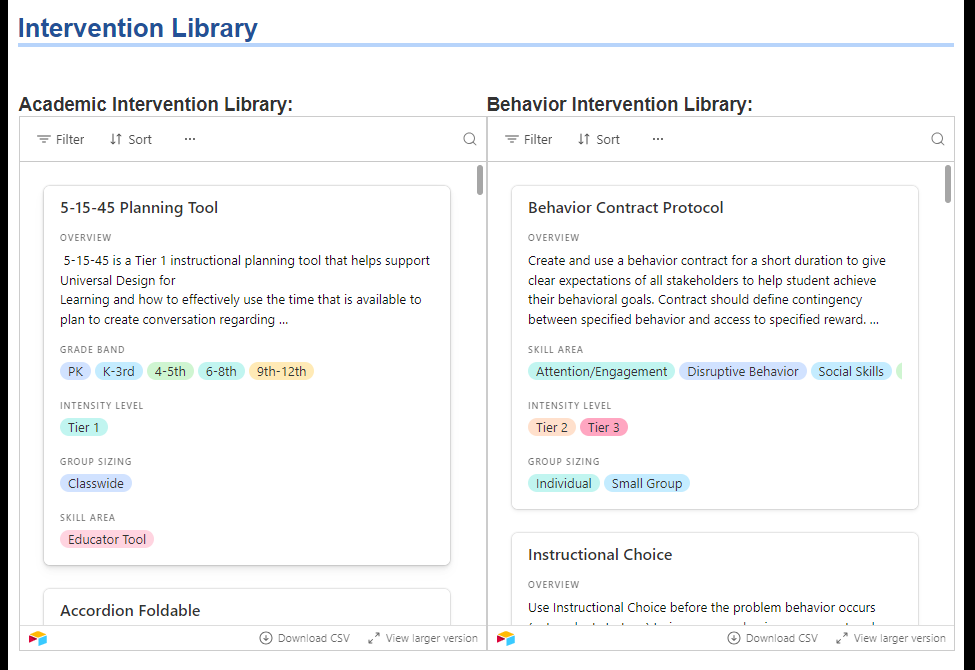 Intervention Library
Academic Intervention Library:
Filter
Sort
...
5-15-45 Planning Tool
OVERVIEW
5-15-45 is a Tier 1 instructional planning tool that helps support
Universal Design for
Learning and how to effectively use the time that is available to
plan to create conversation regarding ...
GRADE BAND
PK K-3rd 4-5th 6-8th 9th-12th
INTENSITY LEVEL
Tier 1
GROUP SIZING
Classwide
SKILL AREA
Educator Tool
Accordion Foldable
Download CSV
View larger version
Behavior Intervention Library:
Filter
Sort
...
Behavior Contract Protocol
OVERVIEW
Create and use a behavior contract for a short duration to give
clear expectations of all stakeholders to help student achieve
their behavioral goals. Contract should define contingency
between specified behavior and access to specified reward. ...
SKILL AREA
Attention/Engagement Disruptive Behavior Social Skills
INTENSITY LEVEL
Tier 2 Tier 3
GROUP SIZING
Individual Small Group
Instructional Choice
OVERVIEW
Use Instructional Choice before the problem behavior occurs
Download CSV
View larger version